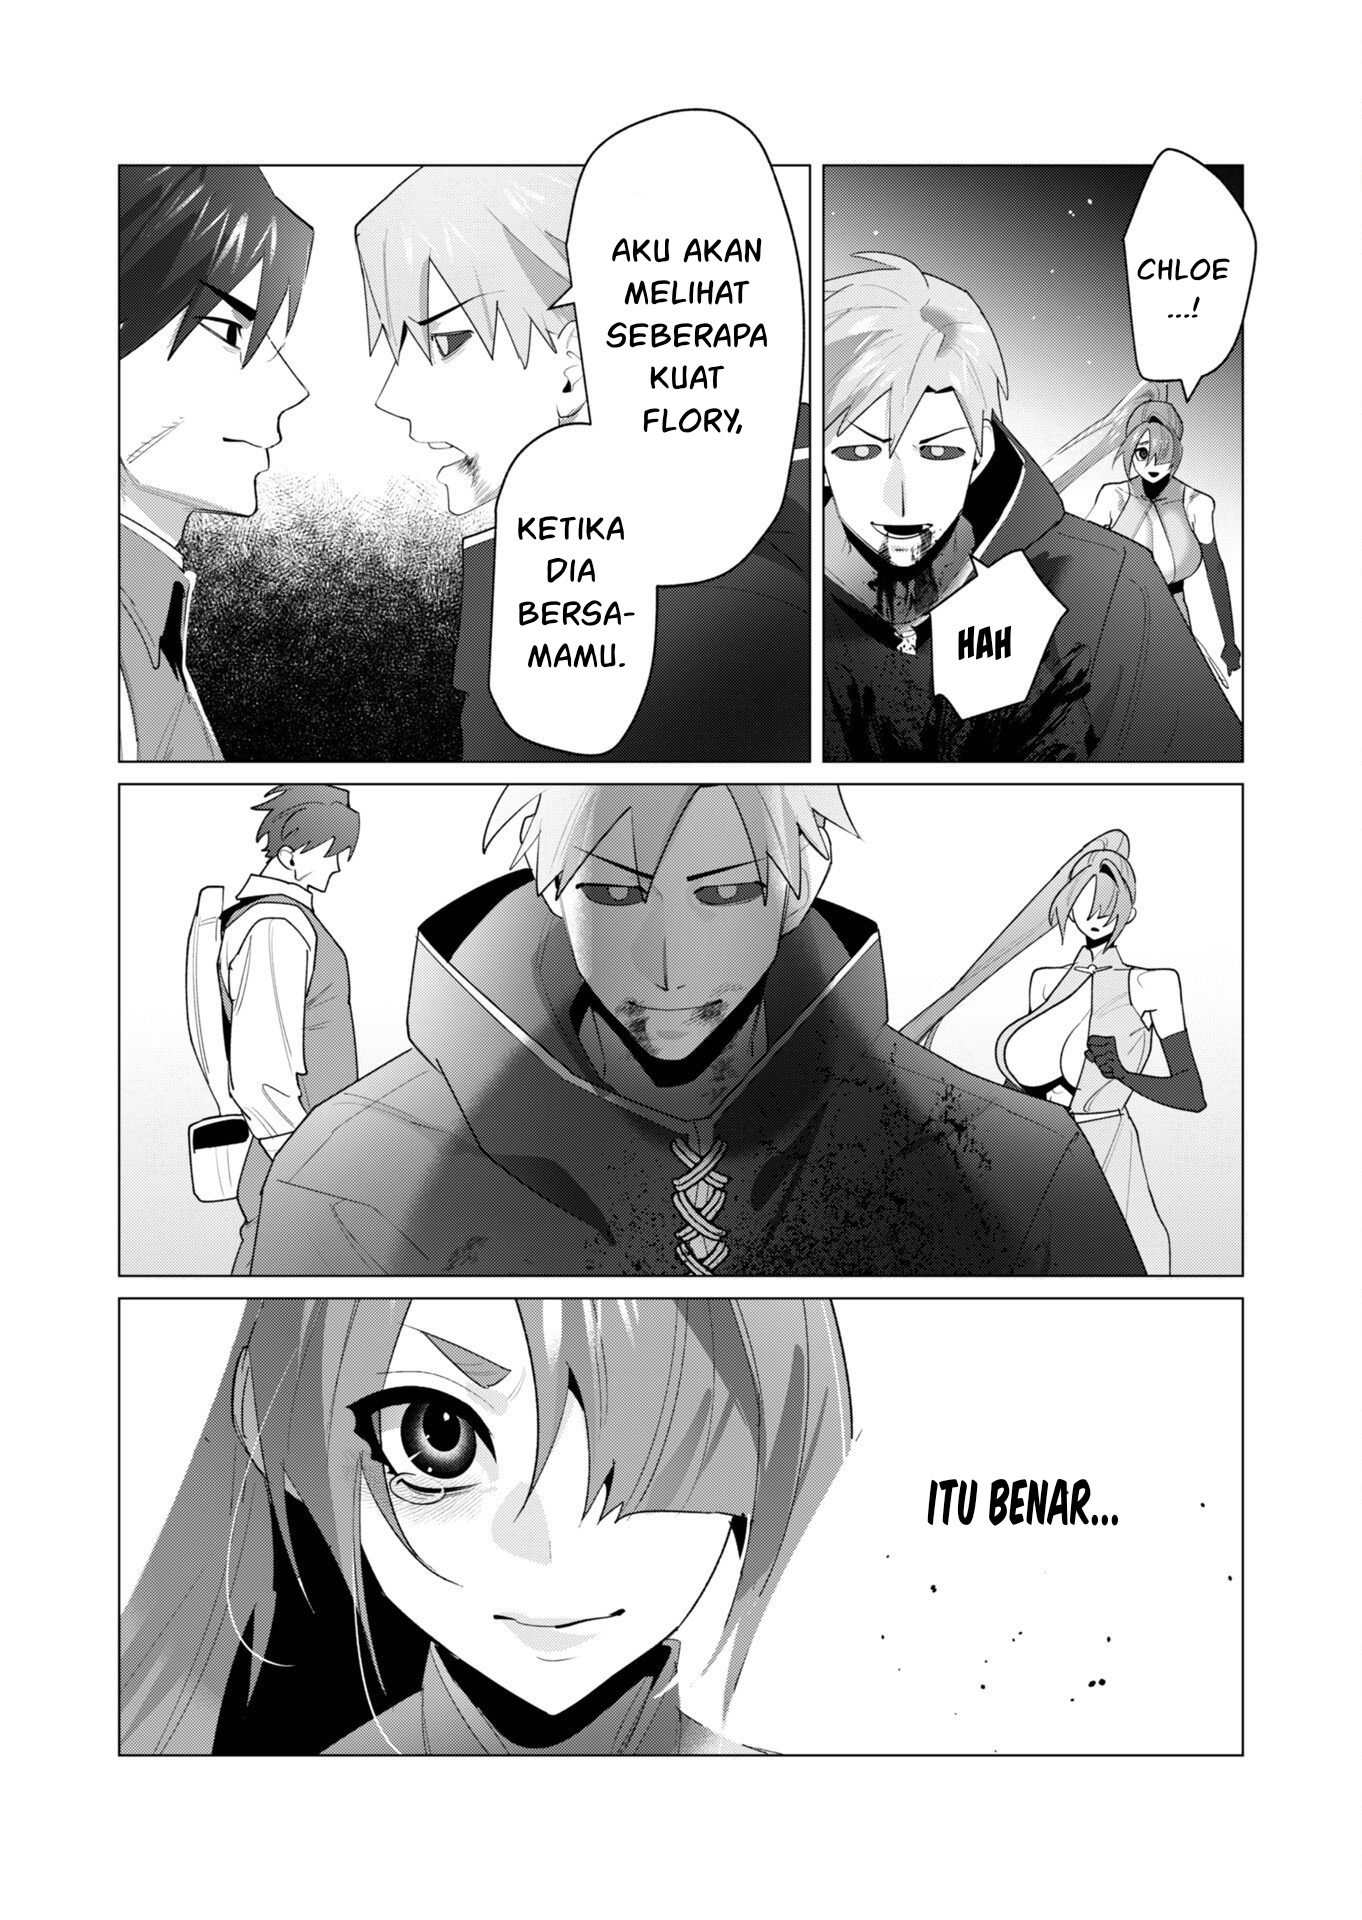 CHLOE
...!
HAH
AKU AKAN
MELIHAT
SEBERAPA
KUAT
FLORY,
KETIKA
DIA
BERSA-
MAMU.
ITU BENAR...